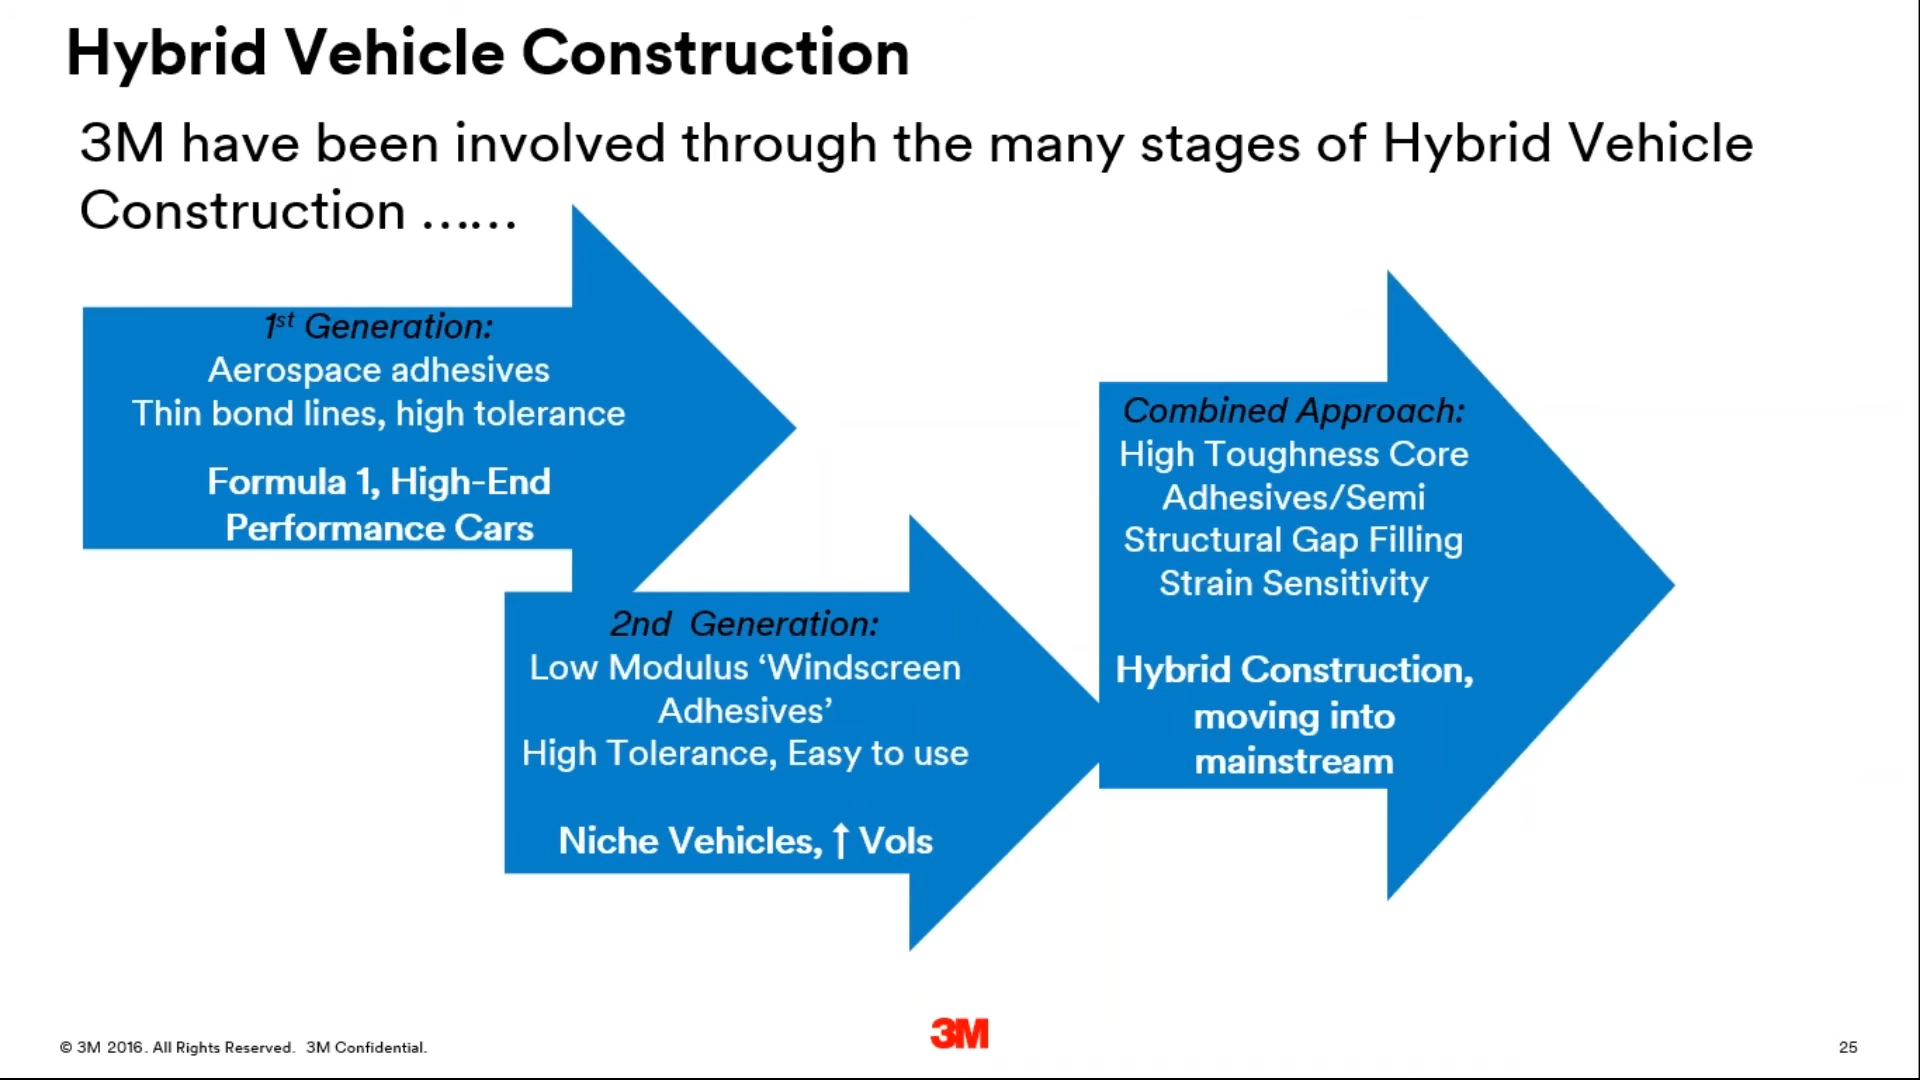 Hybrid Vehicle Construction
3M have been involved through the many stages of Hybrid Vehicle
Construction ......
1st Generation:
Aerospace adhesives
Thin bond lines, high tolerance
Formula 1, High-End
Performance Cars
2nd  Generation:
Low Modulus ‘Windscreen
Adhesives’
High Tolerance, Easy to use
Niche Vehicles, ↑ Vols
Combined Approach:
High Toughness Core
Adhesives/Semi
Structural Gap Filling
Strain Sensitivity
Hybrid Construction,
moving into
mainstream
© 3M 2016. All Rights Reserved.  3M Confidential.
3M
25